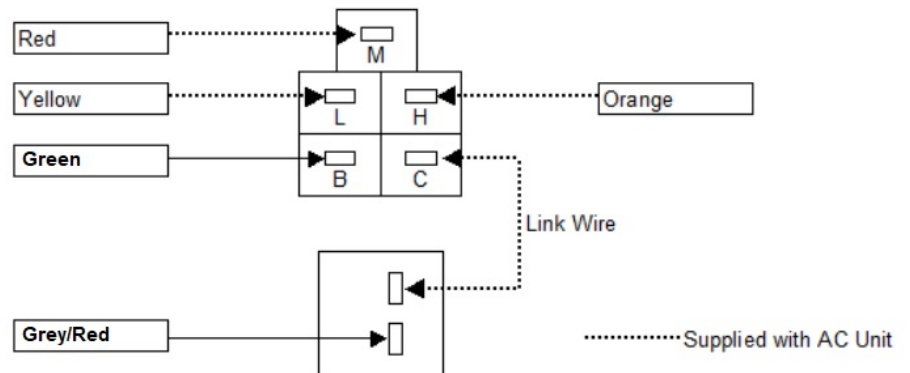 Red
M
Yellow
L
H
Orange
Green
B
C
Link Wire
Grey/Red
Supplied with AC Unit